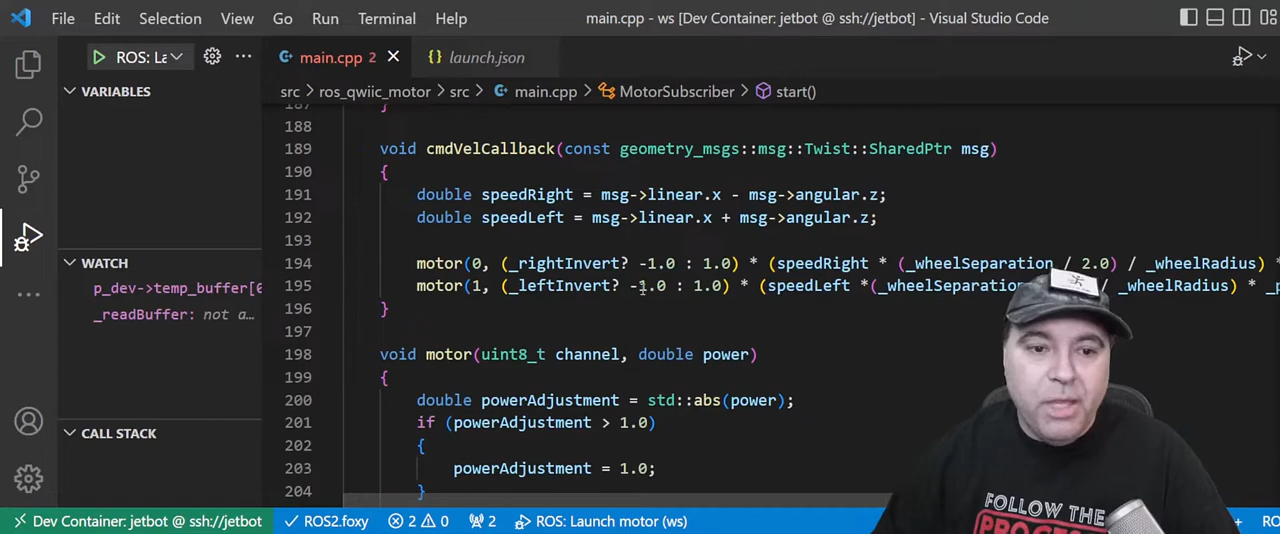 File Edit Selection View Go Run Terminal Help main.cpp - ws [Dev Container: jetbot @ ssh://jetbot] - Visual Studio Code
ROS: La main.cpp 2 launch.json
VARIABLES
src > ros_qwiic_motor > src > main.cpp > MotorSubscriber > start()
187 }
188
189 void cmdVelCallback(const geometry_msgs::msg::Twist::SharedPtr msg)
190 {
191 double speedRight = msg->linear.x - msg->angular.z;
192 double speedLeft = msg->linear.x + msg->angular.z;
193
194 motor(0, (_rightInvert? -1.0 : 1.0) * (speedRight * (_wheelSeparation / 2.0) / _wheelRadius) *
195 motor(1, (_leftInvert? -1.0 : 1.0) * (speedLeft *(_wheelSeparation / _wheelRadius) * _p
196 }
197
198 void motor(uint8_t channel, double power)
199 {
200 double powerAdjustment = std::abs(power);
201 if (powerAdjustment > 1.0)
202 {
203 powerAdjustment = 1.0;
204 }
WATCH
p_dev->temp_buffer[0
_readBuffer: not a…
CALL STACK
FOLLOW THE
PROCESS
Dev Container: jetbot @ ssh://jetbot ROS2.foxy 2 0 2 ROS: Launch motor (ws) RO